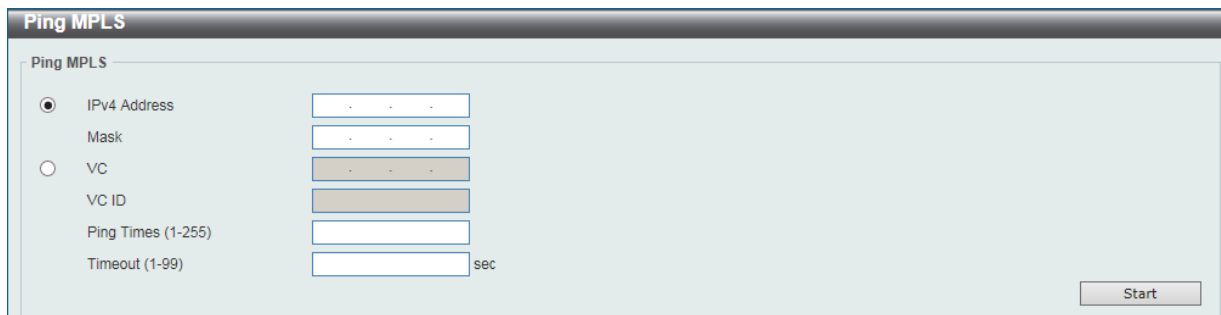 Ping MPLS
Ping MPLS
IPv4 Address
Mask
VC
VC ID
Ping Times (1-255)
Timeout (1-99) sec
Start